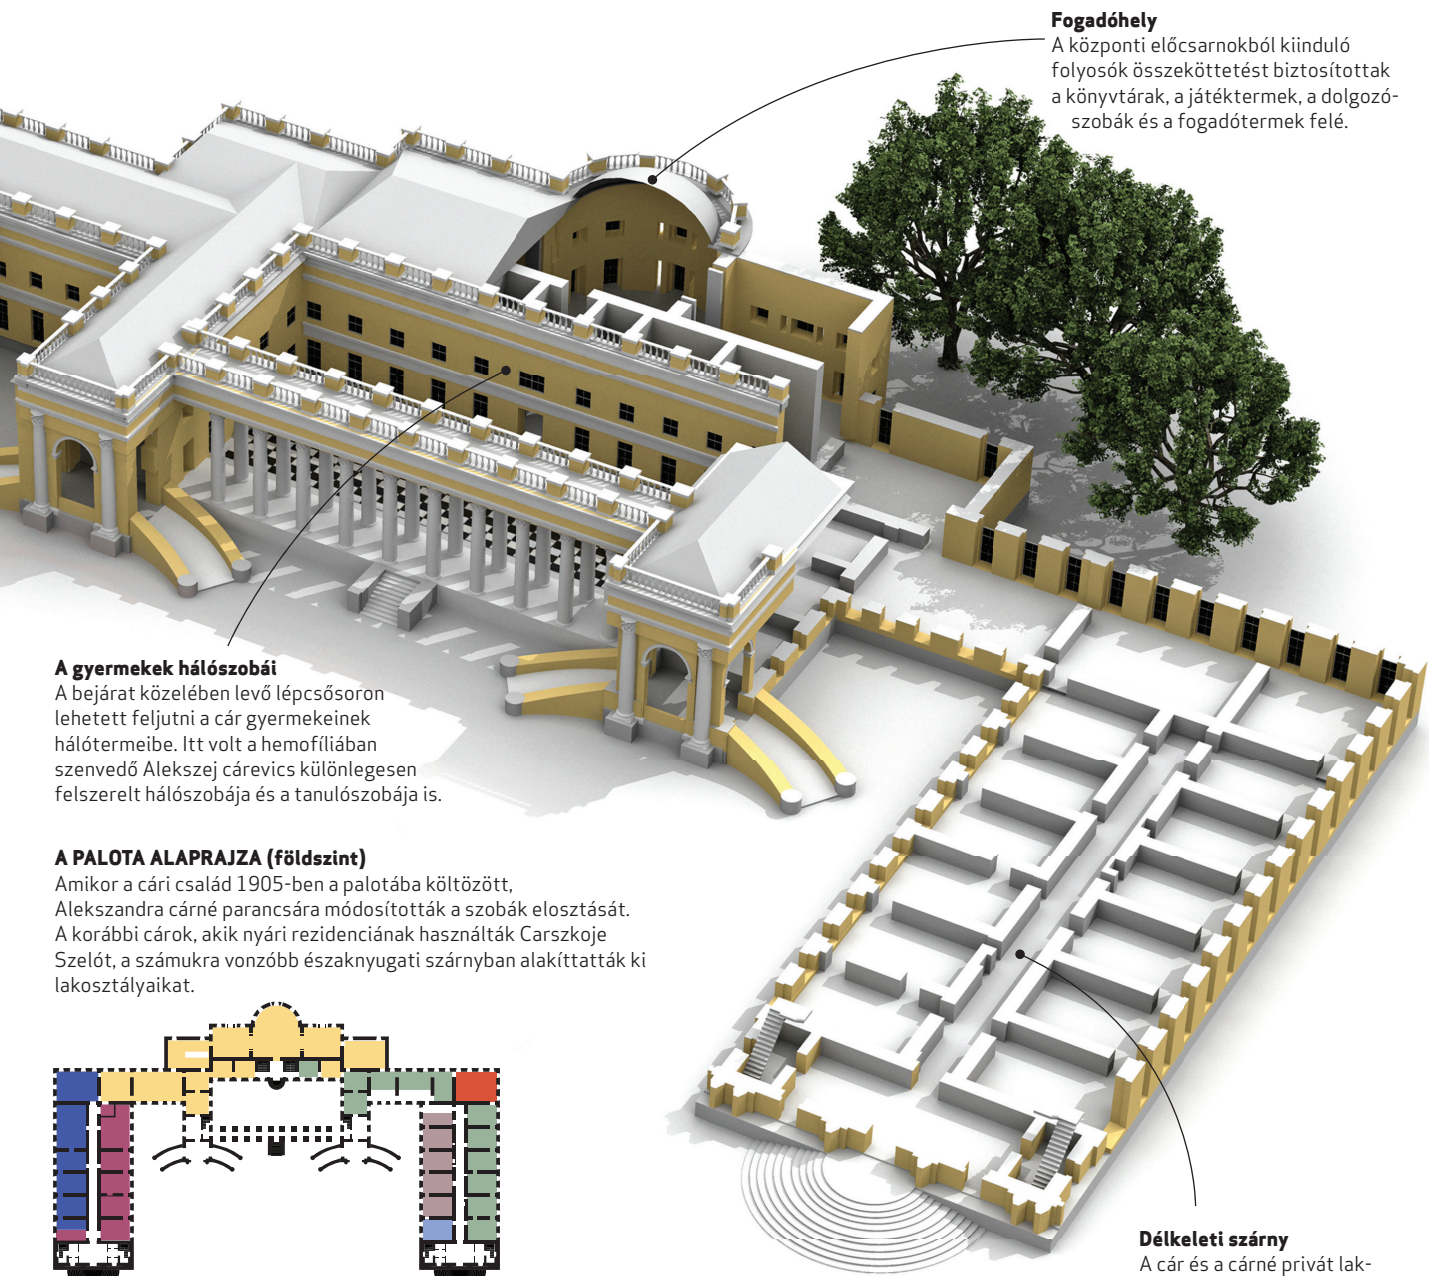 Fogadóhely
A központi előcsarnokból kiinduló
folyosók összeköttetést biztosítottak
a könyvtárak, a játéktermek, a dolgozó-
szobák és a fogadótermek felé.
A gyermekek hálószobái
A bejárat közelében levő lépcsősoron
lehetett feljutni a cár gyermekeinek
hálótermeibe. Itt volt a hemofíliában
szenvedő Alekszej cárevics különlegesen
felszerelt hálószobája és a tanulószobája is.
A PALOTA ALAPRAJZA (földszint)
Amikor a cári család 1905-ben a palotába költözött,
Alekszandra cárné parancsára módosították a szobák elosztását.
A korábbi cárok, akik nyári rezidenciának használták Carszkoje
Szelót, a számukra vonzóbb északnyugati szárnyban alakíttatták ki
lakosztályaikat.
Délkeleti szárny
A cár és a cárné privát lak-